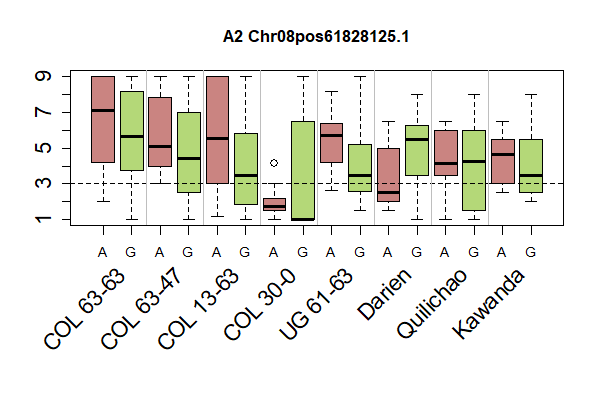 A2 Chr08pos61828125.1
9
7
5
3
1
A G A G A G A G A G A G A G A G
COL 63-63
COL 63-47
COL 13-63
COL 30-0
UG 61-63
Darien
Quilichao
Kawanda